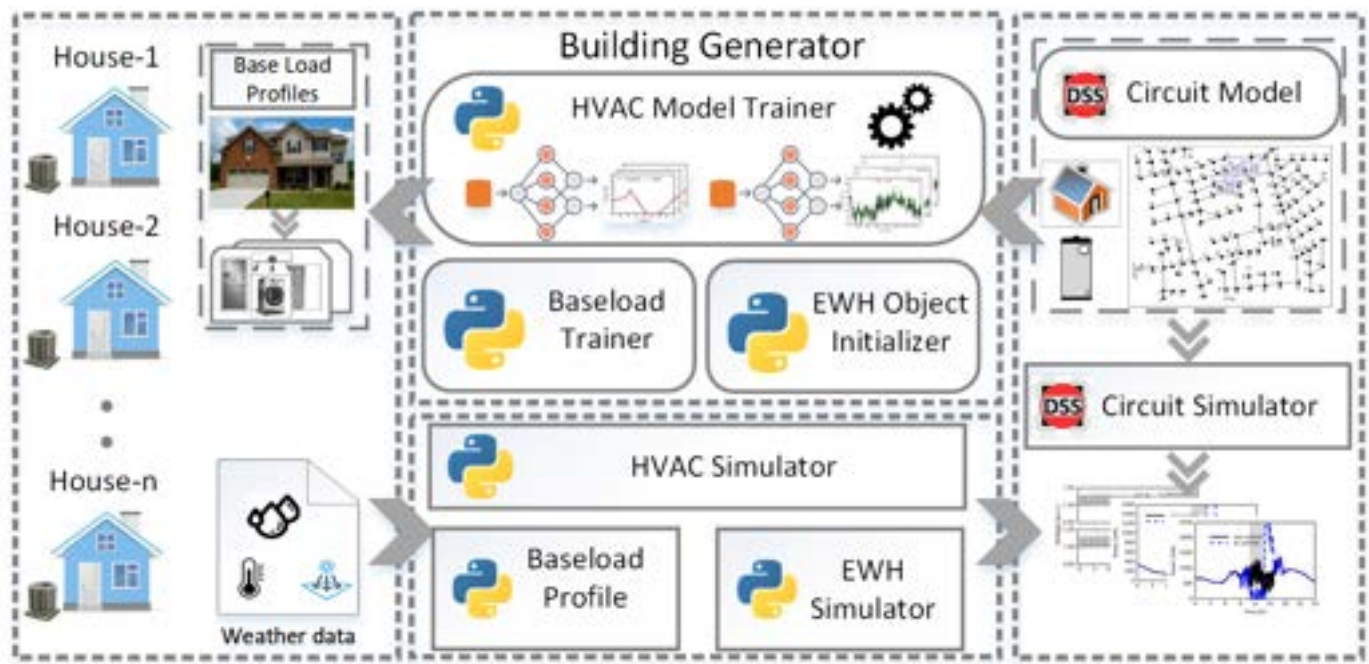 House-1
Base Load
Profiles
House-2
House-n
Weather data
Building Generator
HVAC Model Trainer
Baseload
Trainer
EWH Object
Initializer
HVAC Simulator
Baseload
Profile
EWH
Simulator
DSS
Circuit Model
DSS
Circuit Simulator